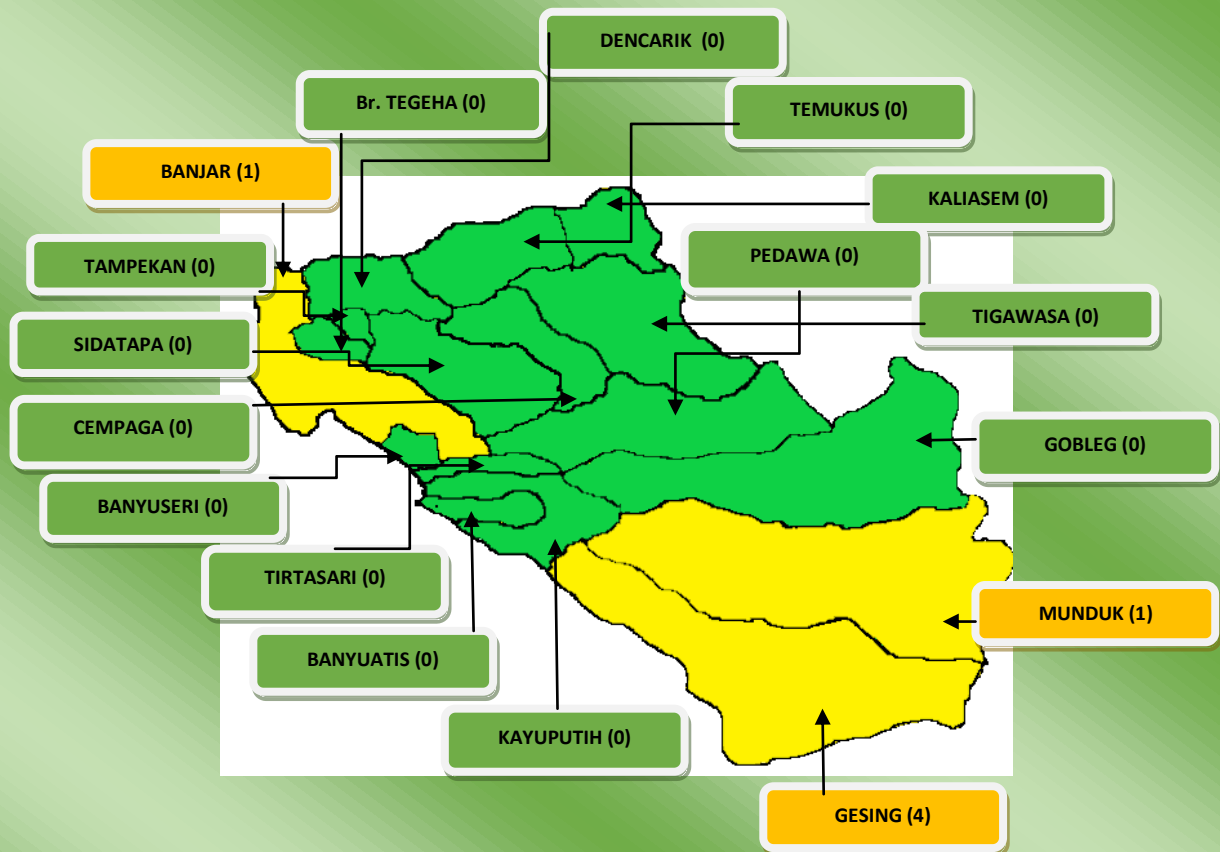 DENCARIK (0)
Br. TEGEHA (0)
TEMUKUS (0)
BANJAR (1)
KALIASEM (0)
TAMPEKAN (0)
PEDAWA (0)
TIGAWASA (0)
SIDATAPA (0)
CEMPAGA (0)
GOBLEG (0)
BANYUSERI (0)
TIRTASARI (0)
MUNDUK (1)
BANYUATIS (0)
KAYUPUTIH (0)
GESING (4)